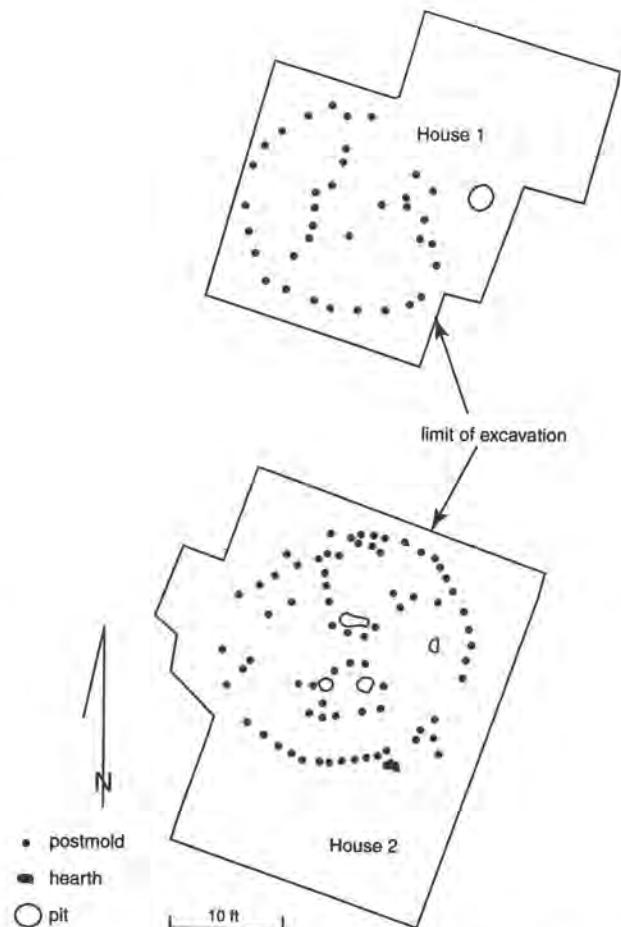 House 1
limit of excavation
N
House 2
postmold
hearth
pit
10 ft